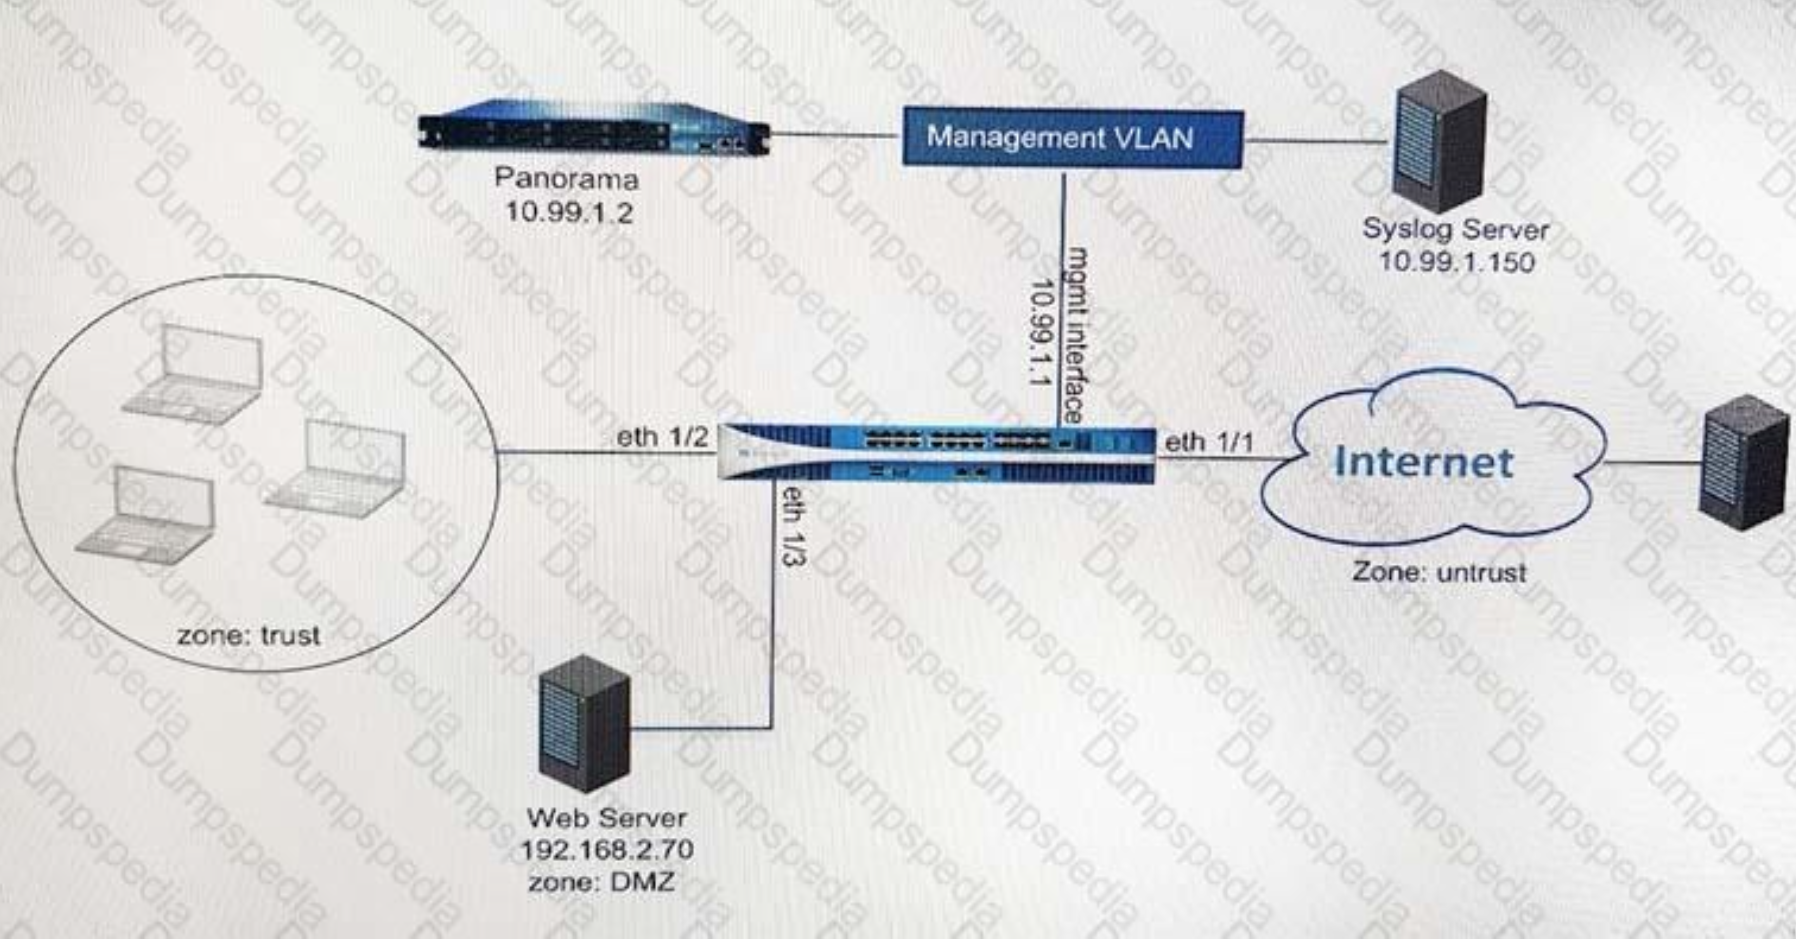 Management VLAN
Panorama
10.99.1.2
Syslog Server
10.99.1.150
mgmt interface
10.99.1.1
eth 1/2
eth 1/1
Internet
Zone: untrust
eth 1/3
zone: trust
Web Server
192.168.2.70
zone: DMZ
Dumpspedia